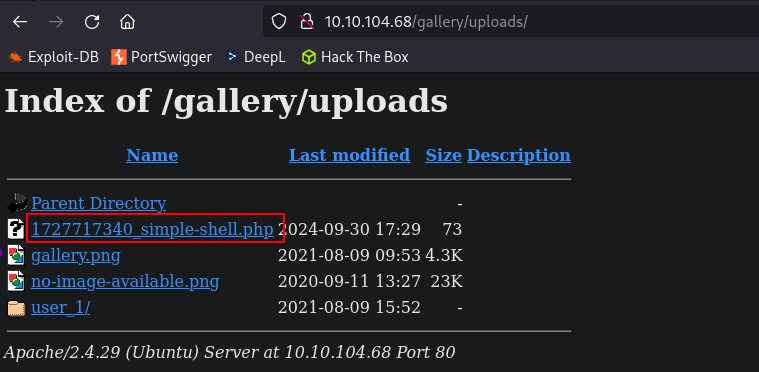 10.10.104.68/gallery/uploads/
Exploit-DB PortSwigger DeepL Hack The Box
Index of /gallery/uploads
Name Last modified Size Description
Parent Directory -
1727717340_simple-shell.php 2024-09-30 17:29 73
gallery.png 2021-08-09 09:53 4.3K
no-image-available.png 2020-09-11 13:27 23K
user_1/ 2021-08-09 15:52 -
Apache/2.4.29 (Ubuntu) Server at 10.10.104.68 Port 80